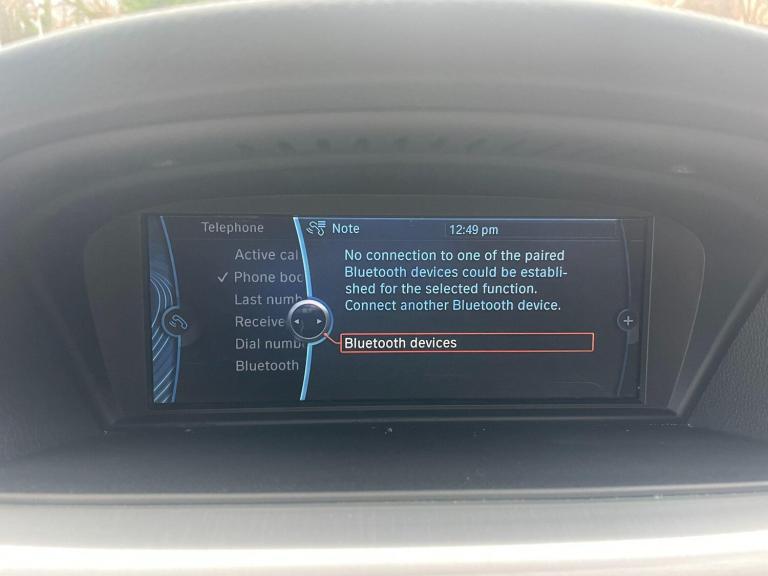 Telephone
Note
12:49 pm
Active cal
Phone boo
Last numb
Receive
Dial numb
Bluetooth
No connection to one of the paired
Bluetooth devices could be establi-
shed for the selected function.
Connect another Bluetooth device.
Bluetooth devices